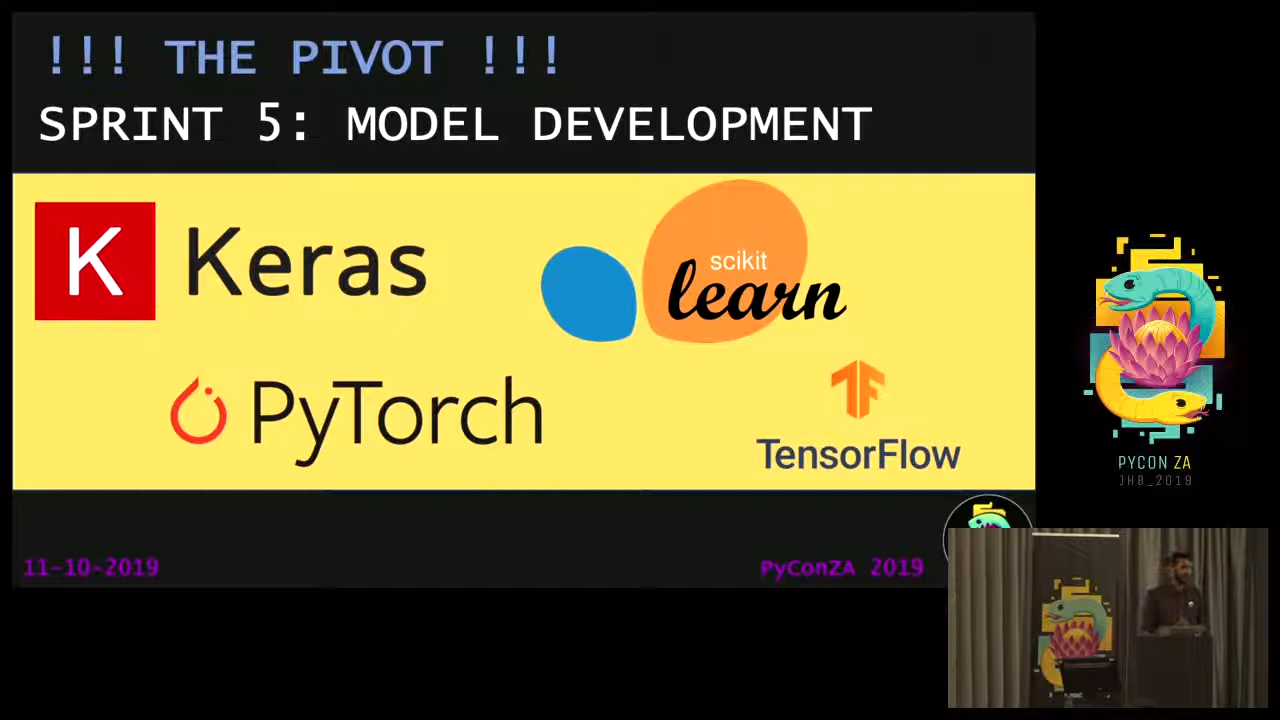 !!! THE PIVOT !!!
SPRINT 5: MODEL DEVELOPMENT
K Keras
scikit
learn
PyTorch
TF
TensorFlow
11-10-2019
PyConZA 2019
PYCON ZA
JHB_2019